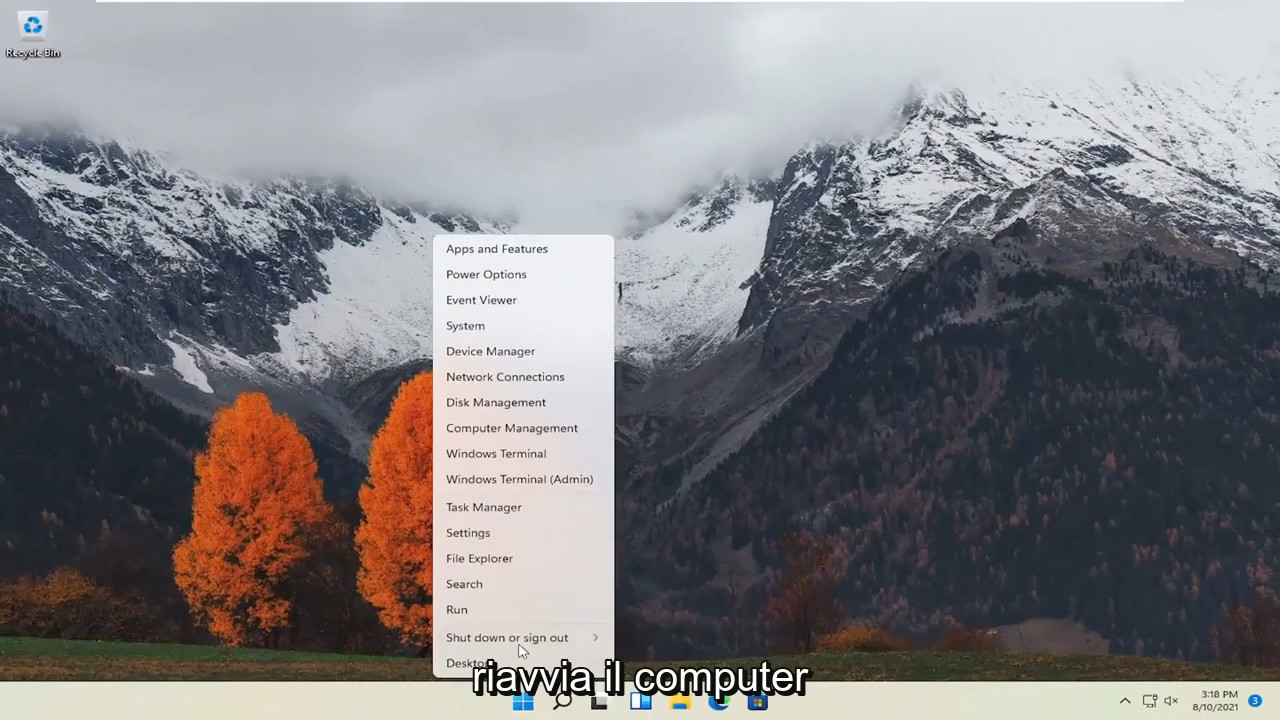 Recycle Bin
Apps and Features
Power Options
Event Viewer
System
Device Manager
Network Connections
Disk Management
Computer Management
Windows Terminal
Windows Terminal (Admin)
Task Manager
Settings
File Explorer
Search
Run
Shut down or sign out
Desktop
riavvia il computer
3:18 PM
8/10/2021
3